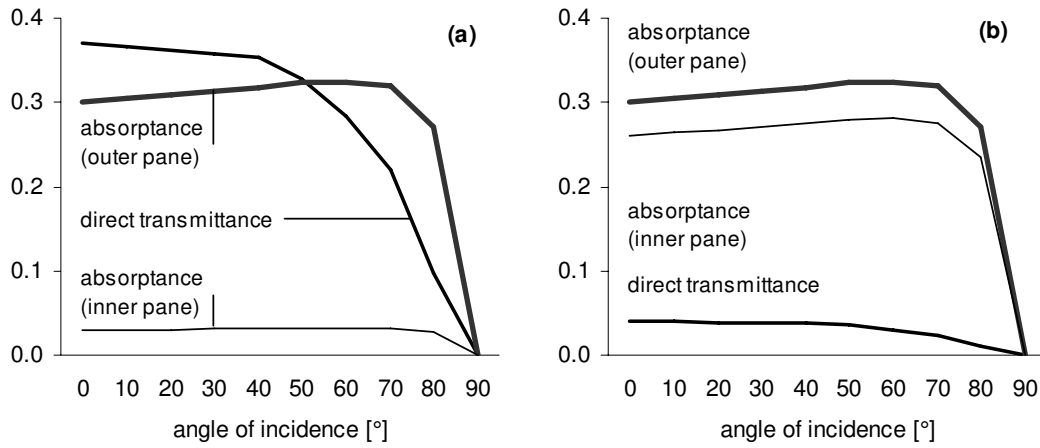 (a)
0.4
0.3
0.2
0.1
0.0
absorptance
(outer pane)
direct transmittance
absorptance
(inner pane)
0 10 20 30 40 50 60 70 80 90
angle of incidence [°]
(b)
0.4
0.3
0.2
0.1
0.0
absorptance
(outer pane)
absorptance
(inner pane)
direct transmittance
0 10 20 30 40 50 60 70 80 90
angle of incidence [°]